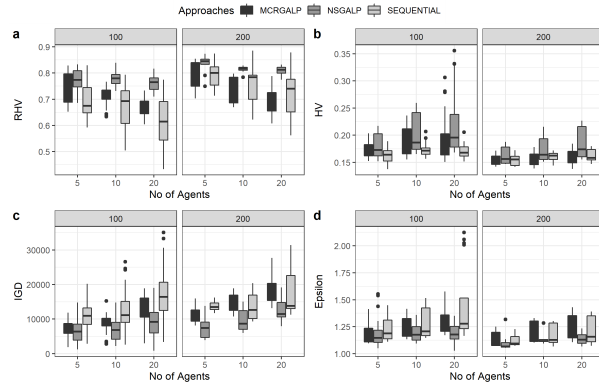 Approaches MCRGALP NSGALP SEQUENTIAL
a
100 200
0.9
0.8
0.7
0.6
0.5
RHV
5 10 20 5 10 20
No of Agents
b
100 200
0.35
0.30
0.25
0.20
0.15
HV
5 10 20 5 10 20
No of Agents
c
100 200
30000
20000
10000
0
IGD
5 10 20 5 10 20
No of Agents
d
100 200
2.00
1.75
1.50
1.25
1.00
Epsilon
5 10 20 5 10 20
No of Agents